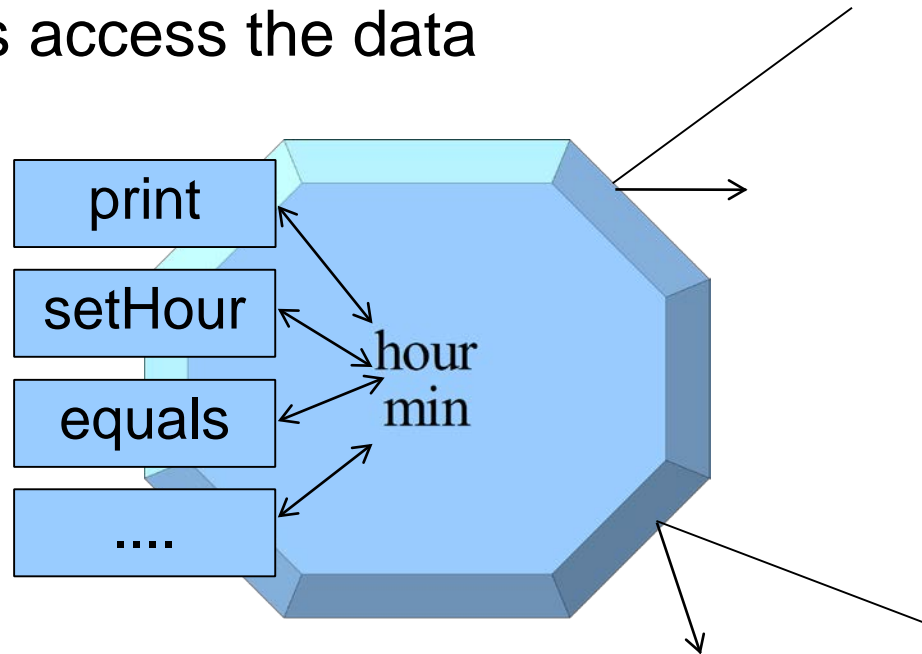 s access the data
print
setHour
equals
....
hour
min